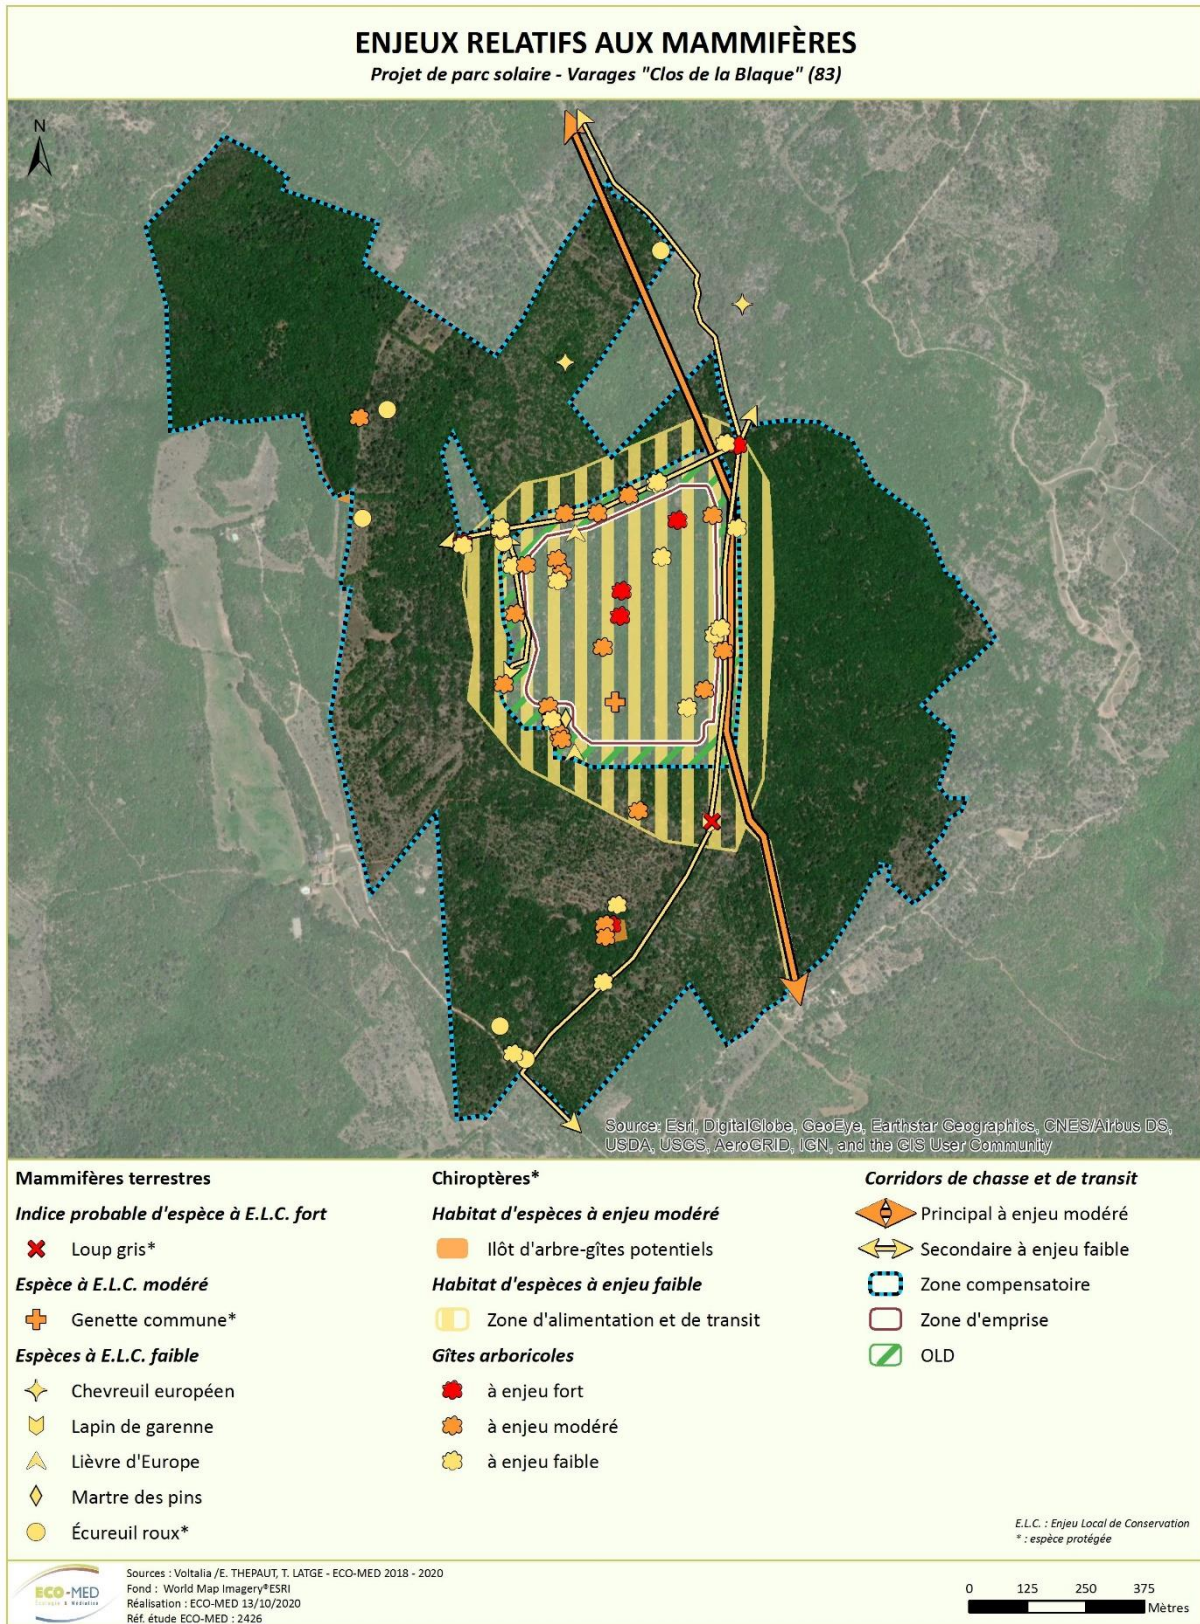 ENJEUX RELATIFS AUX MAMMIFÈRES
Projet de parc solaire - Varages "Clos de la Blaque" (83)
N
Source: Esri, DigitalGlobe, GeoEye, Earthstar Geographics, CNES/Airbus DS,
USDA, USGS, AeroGRID, IGN, and the GIS User Community
Mammifères terrestres
Indice probable d'espèce à E.L.C. fort
Loup gris*
Espèce à E.L.C. modéré
Genette commune*
Espèces à E.L.C. faible
Chevreuil européen
Lapin de garenne
Lièvre d'Europe
Martre des pins
Écureuil roux*
Chiroptères*
Habitat d'espèces à enjeu modéré
Ilôt d'arbre-gîtes potentiels
Habitat d'espèces à enjeu faible
Zone d'alimentation et de transit
Gîtes arboricoles
à enjeu fort
à enjeu modéré
à enjeu faible
Corridors de chasse et de transit
Principal à enjeu modéré
Secondaire à enjeu faible
Zone compensatoire
Zone d'emprise
OLD
E.L.C. : Enjeu Local de Conservation
* : espèce protégée
ECO-MED
Ecologie & Médiation
Sources : Voltalia /E. THEPAUT, T. LATGE - ECO-MED 2018 - 2020
Fond : World Map Imagery®ESRI
Réalisation : ECO-MED 13/10/2020
Réf. étude ECO-MED : 2426
0 125 250 375
Mètres